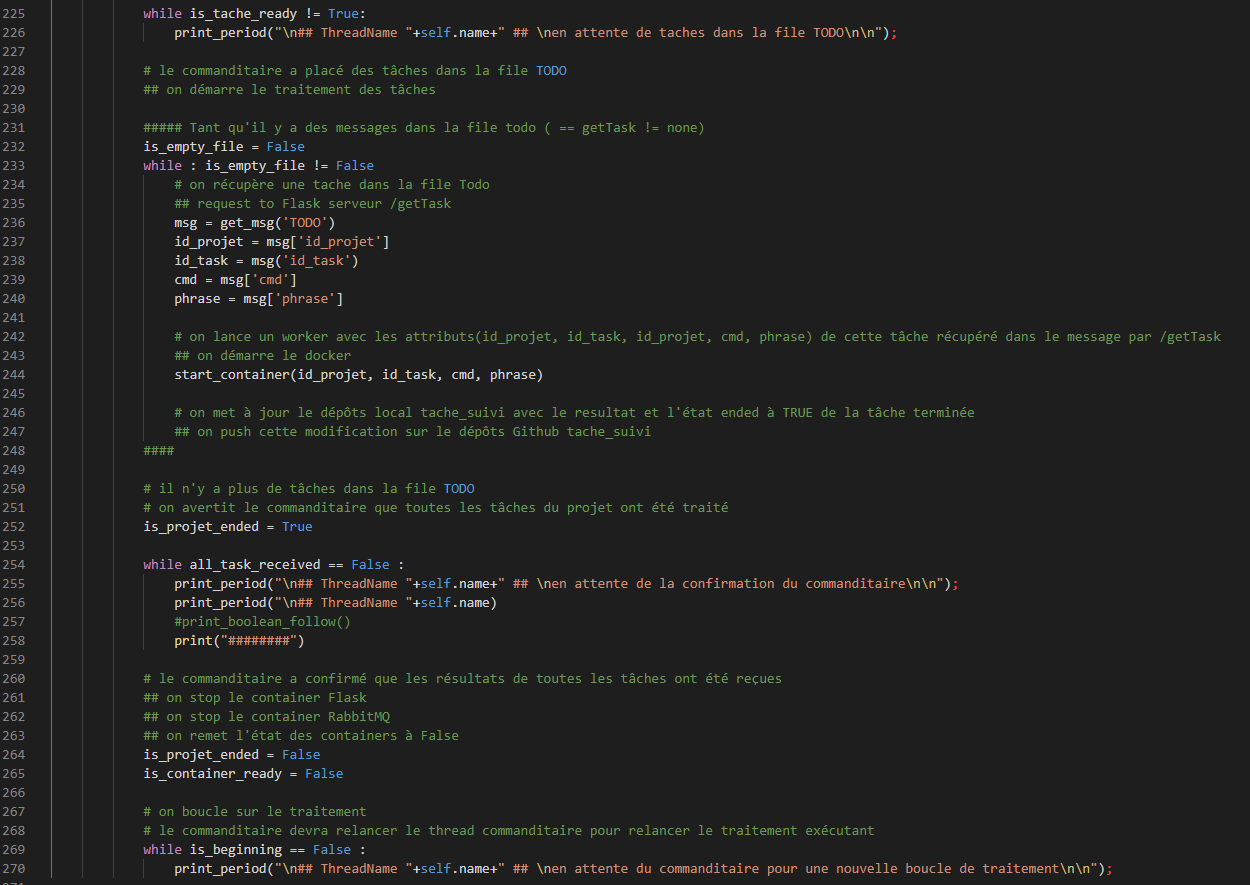 225 while is_tache_ready != True:
226 print_period("\n## ThreadName "+self.name+" ## \nen attente de taches dans la file TODO\n\n");
227
228 # le commanditaire a placé des tâches dans la file TODO
229 ## on démarre le traitement des tâches
230
231 ##### Tant qu'il y a des messages dans la file todo ( == getTask != none)
232 is_empty_file = False
233 while : is_empty_file != False
234 # on récupère une tache dans la file Todo
235 ## request to Flask serveur /getTask
236 msg = get_msg('TODO')
237 id_projet = msg['id_projet']
238 id_task = msg('id_task')
239 cmd = msg['cmd']
240 phrase = msg['phrase']
241
242 # on lance un worker avec les attributs(id_projet, id_task, id_projet, cmd, phrase) de cette tâche récupéré dans le message par /getTask
243 ## on démarre le docker
244 start_container(id_projet, id_task, cmd, phrase)
245
246 # on met à jour le dépôts local tache_suivi avec le resultat et l'état ended à TRUE de la tâche terminée
247 ## on push cette modification sur le dépôts Github tache_suivi
248 ####
249
250 # il n'y a plus de tâches dans la file TODO
251 # on avertit le commanditaire que toutes les tâches du projet ont été traité
252 is_projet_ended = True
253
254 while all_task_received == False :
255 print_period("\n## ThreadName "+self.name+" ## \nen attente de la confirmation du commanditaire\n\n");
256 print_period("\n## ThreadName "+self.name)
257 #print_boolean_follow()
258 print("########")
259
260 # le commanditaire a confirmé que les résultats de toutes les tâches ont été reçues
261 ## on stop le container Flask
262 ## on stop le container RabbitMQ
263 ## on remet l'état des containers à False
264 is_projet_ended = False
265 is_container_ready = False
266
267 # on boucle sur le traitement
268 # le commanditaire devra relancer le thread commanditaire pour relancer le traitement exécutant
269 while is_beginning == False :
270 print_period("\n## ThreadName "+self.name+" ## \nen attente du commanditaire pour une nouvelle boucle de traitement\n\n");